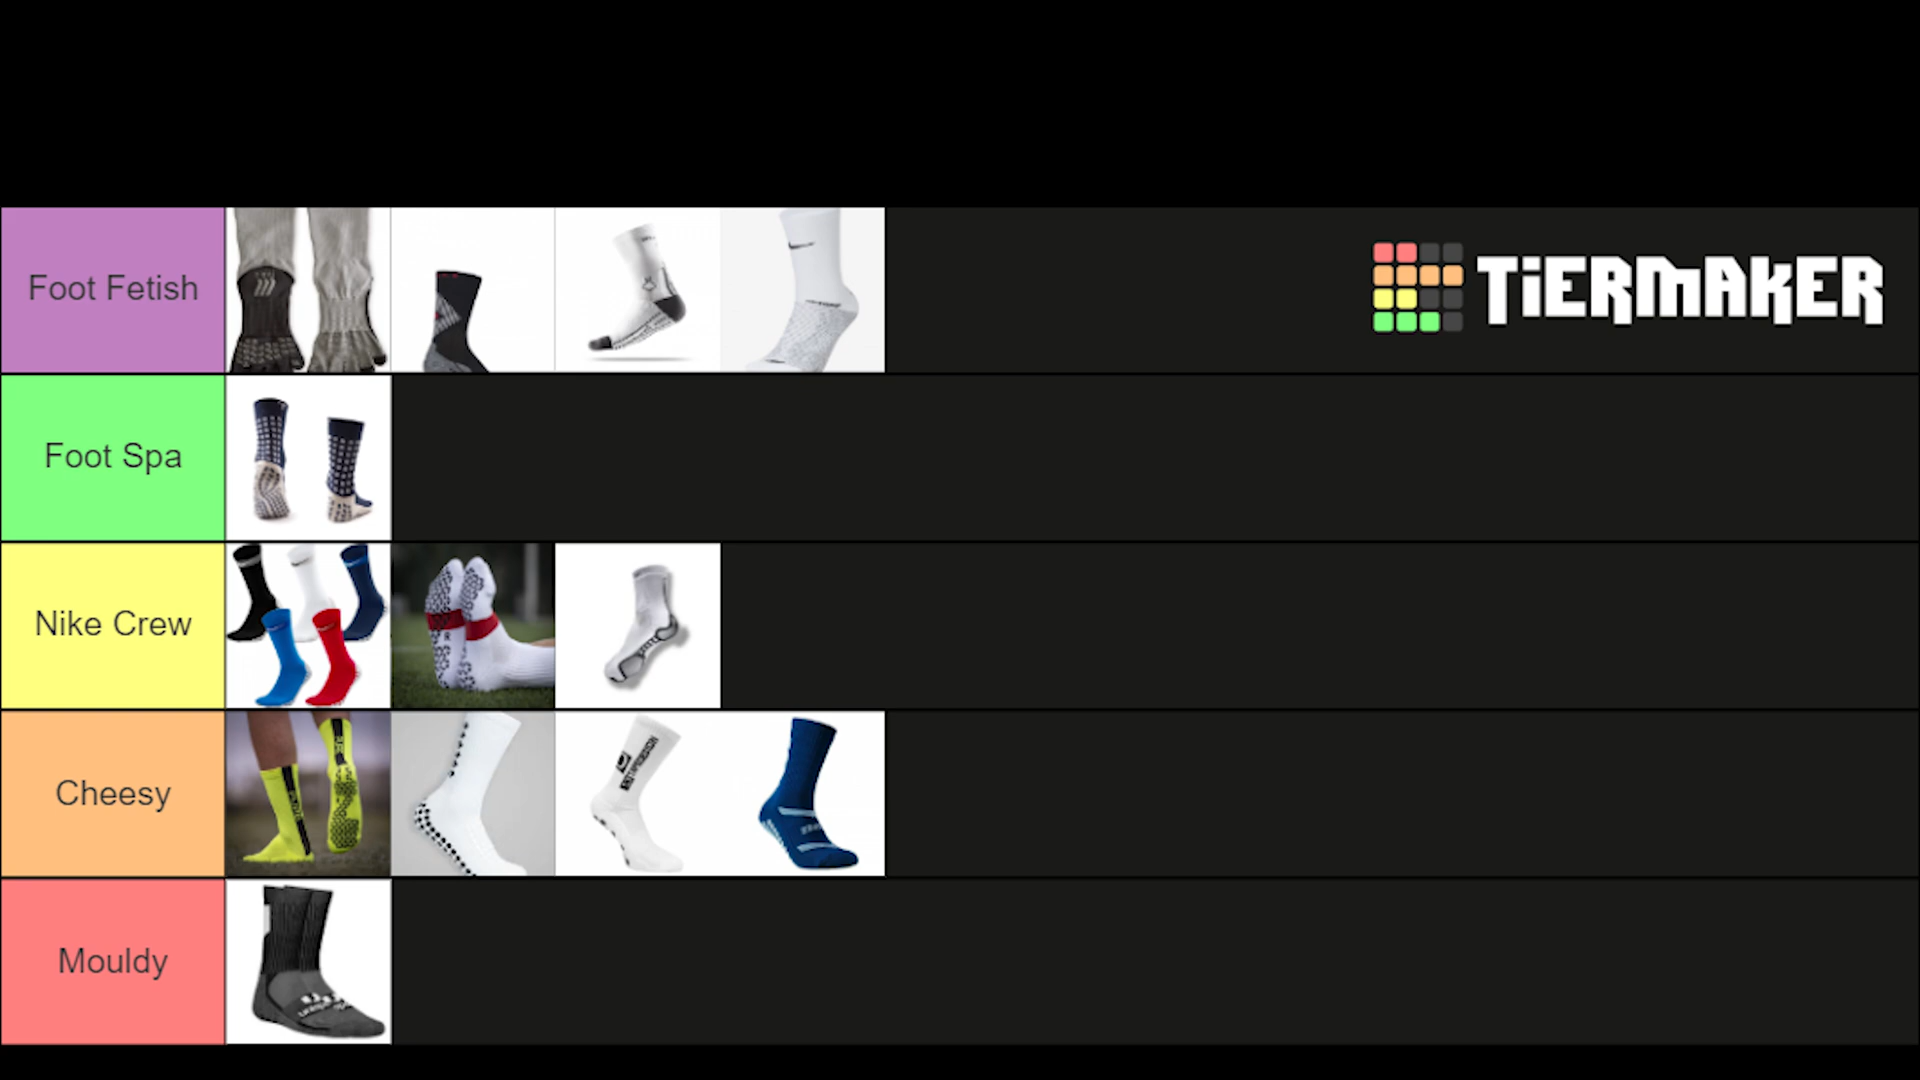 Foot Fetish
TiERMAKER
Foot Spa
Nike Crew
Cheesy
Mouldy